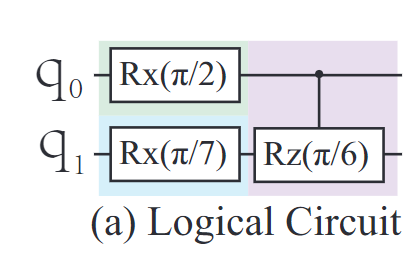 q0 Rx(π/2)
q1 Rx(π/7) Rz(π/6)
(a) Logical Circuit